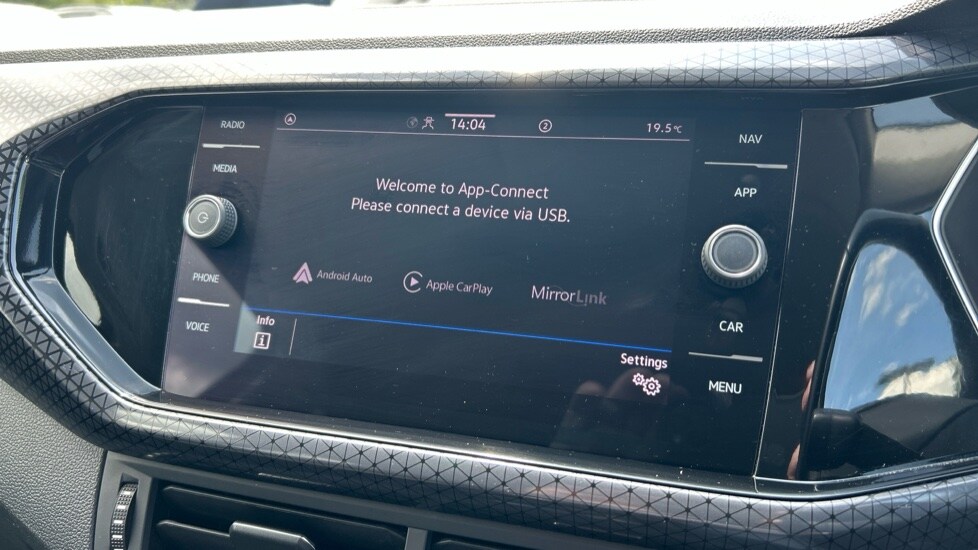 RADIO
MEDIA
PHONE
VOICE
A
14:04
2
19.5°C
Welcome to App-Connect
Please connect a device via USB.
Android Auto
Apple CarPlay
MirrorLink
Info
i
Settings
NAV
APP
CAR
MENU